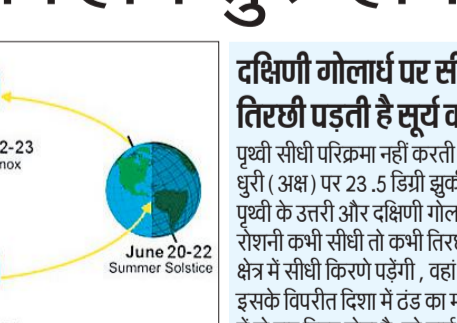 2-23
nox
June 20-22
Summer Solstice
दक्षिणी गोलार्ध पर सी
तिरछी पड़ती है सूर्य व
पृथ्वी सीधी परिक्रमा नहीं करती
धुरी ( अक्ष ) पर 23 .5 डिग्री झुकी
पृथ्वी के उत्तरी और दक्षिणी गोल
रोशनी कभी सीधी तो कभी तिरछ
क्षेत्र में सीधी किरणे पड़ेंगी , वहां
इसके विपरीत दिशा में ठंड का म